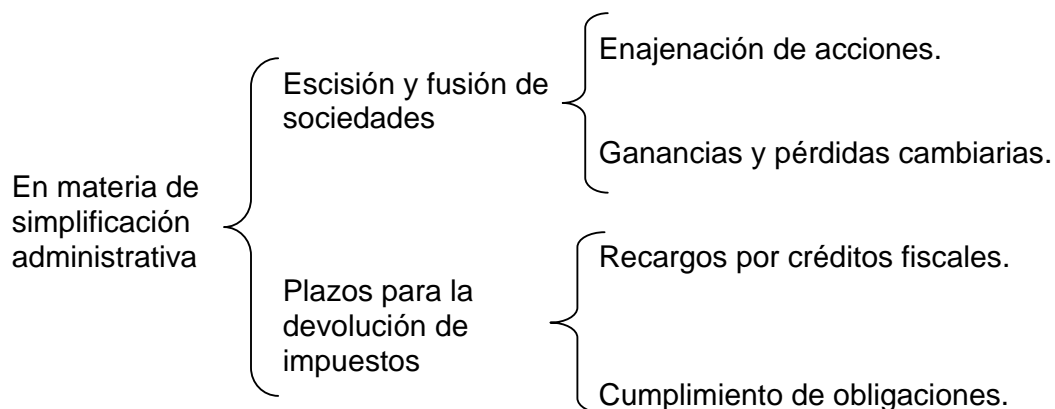 En materia de
simplificación
administrativa
Escisión y fusión de
sociedades
Enajenación de acciones.
Ganancias y pérdidas cambiarias.
Plazos para la
devolución de
impuestos
Recargos por créditos fiscales.
Cumplimiento de obligaciones.